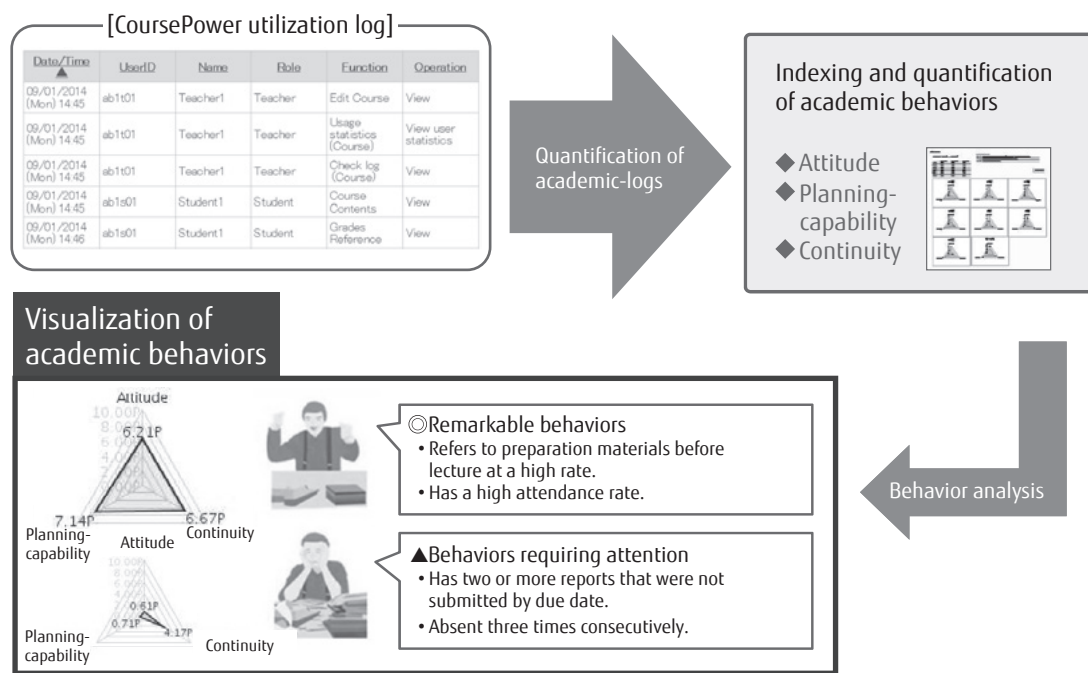 [CoursePower utilization log]
Date/Time ▲ UserID Name Role Function Operation
09/01/2014 (Mon) 14:45 ab1t01 Teacher1 Teacher Edit Course View
09/01/2014 (Mon) 14:45 ab1t01 Teacher1 Teacher Usage statistics (Course) View user statistics
09/01/2014 (Mon) 14:45 ab1t01 Teacher1 Teacher Check log (Course) View
09/01/2014 (Mon) 14:45 ab1s01 Student1 Student Course Contents View
09/01/2014 (Mon) 14:46 ab1s01 Student1 Student Grades Reference View
Quantification of
academic-logs
Indexing and quantification
of academic behaviors
◆Attitude
◆Planning-
capability
◆Continuity
Visualization of
academic behaviors
Attitude
10.00P
6.21P
7.14P
6.67P
Planning-
capability
Continuity
◎Remarkable behaviors
• Refers to preparation materials before
lecture at a high rate.
• Has a high attendance rate.
Behavior analysis
Attitude
0.61P
0.71P
4.17P
Planning-
capability
Continuity
▲Behaviors requiring attention
• Has two or more reports that were not
submitted by due date.
• Absent three times consecutively.